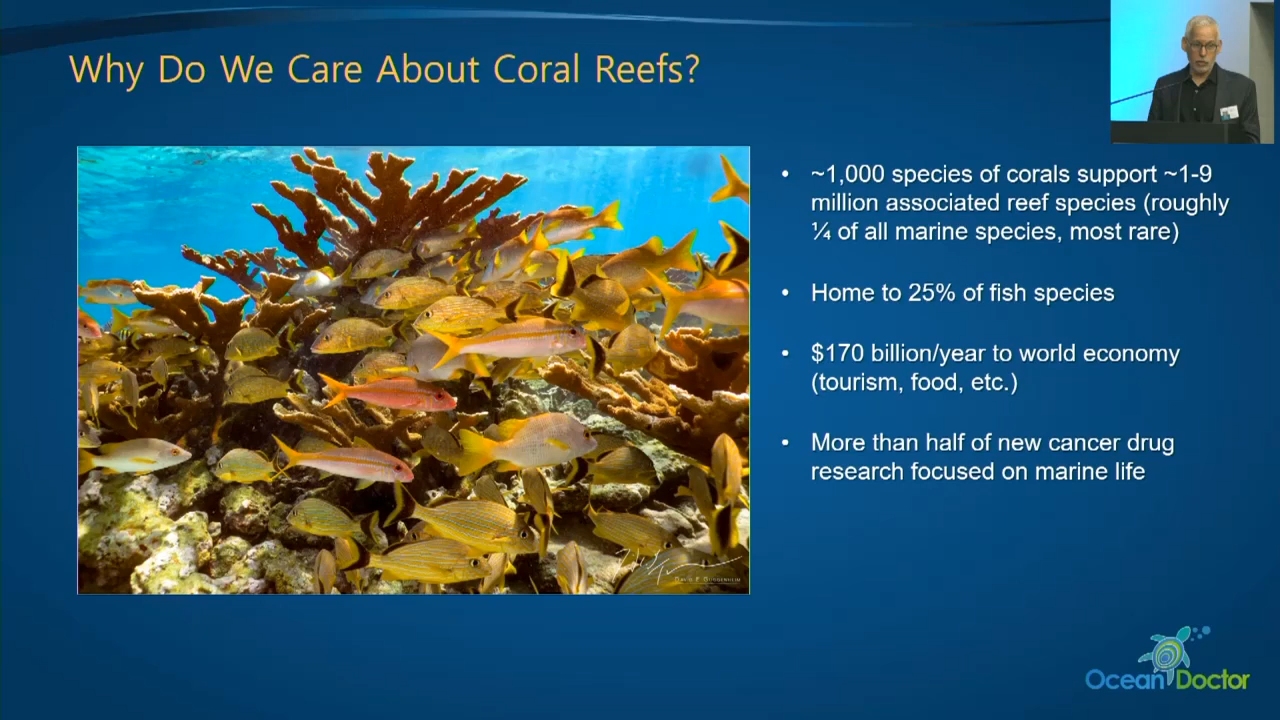 Why Do We Care About Coral Reefs?
• ~1,000 species of corals support ~1-9
million associated reef species (roughly
¼ of all marine species, most rare)
• Home to 25% of fish species
• $170 billion/year to world economy
(tourism, food, etc.)
• More than half of new cancer drug
research focused on marine life
David E Guggenheim
Ocean Doctor